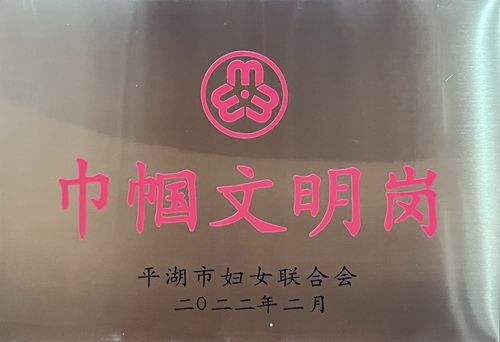 巾帼文明岗
平湖市妇女联合会
二〇二二年二月